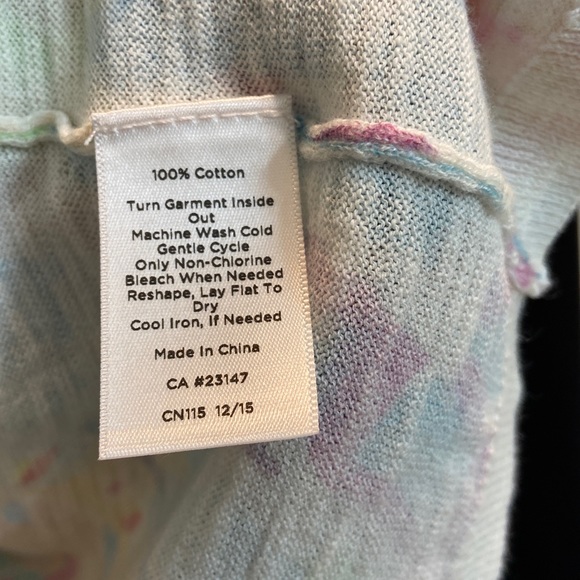 100% Cotton
Turn Garment Inside
Out
Machine Wash Cold
Gentle Cycle
Only Non-Chlorine
Bleach When Needed
Reshape, Lay Flat To
Dry
Cool Iron, If Needed
Made In China
CA #23147
CN115 12/15